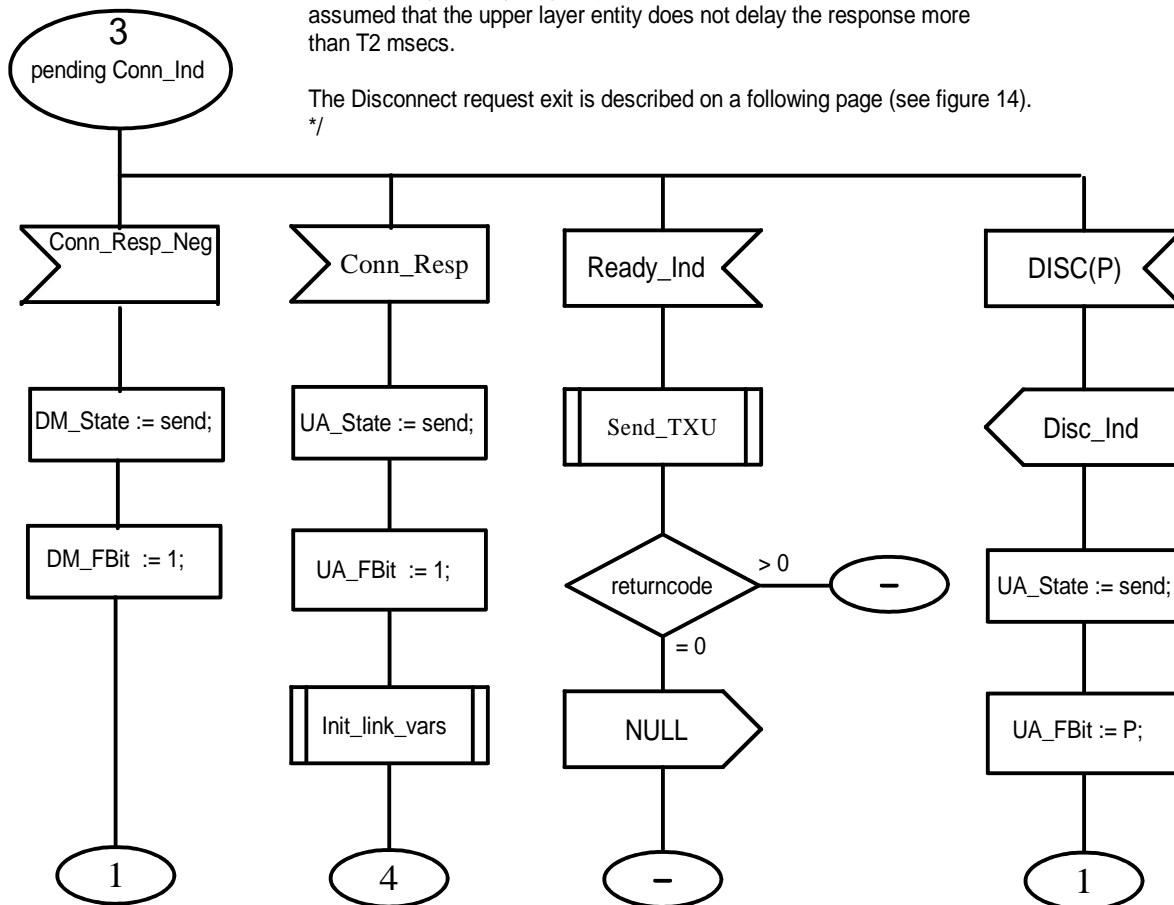 assumed that the upper layer entity does not delay the response more
than T2 msecs.
The Disconnect request exit is described on a following page (see figure 14).
*/
3
pending Conn_Ind
Conn_Resp_Neg
Conn_Resp
Ready_Ind
DISC(P)
DM_State := send;
UA_State := send;
Send_TXU
Disc_Ind
DM_FBit := 1;
UA_FBit := 1;
returncode
> 0
–
= 0
UA_State := send;
Init_link_vars
NULL
UA_FBit := P;
1
4
–
1